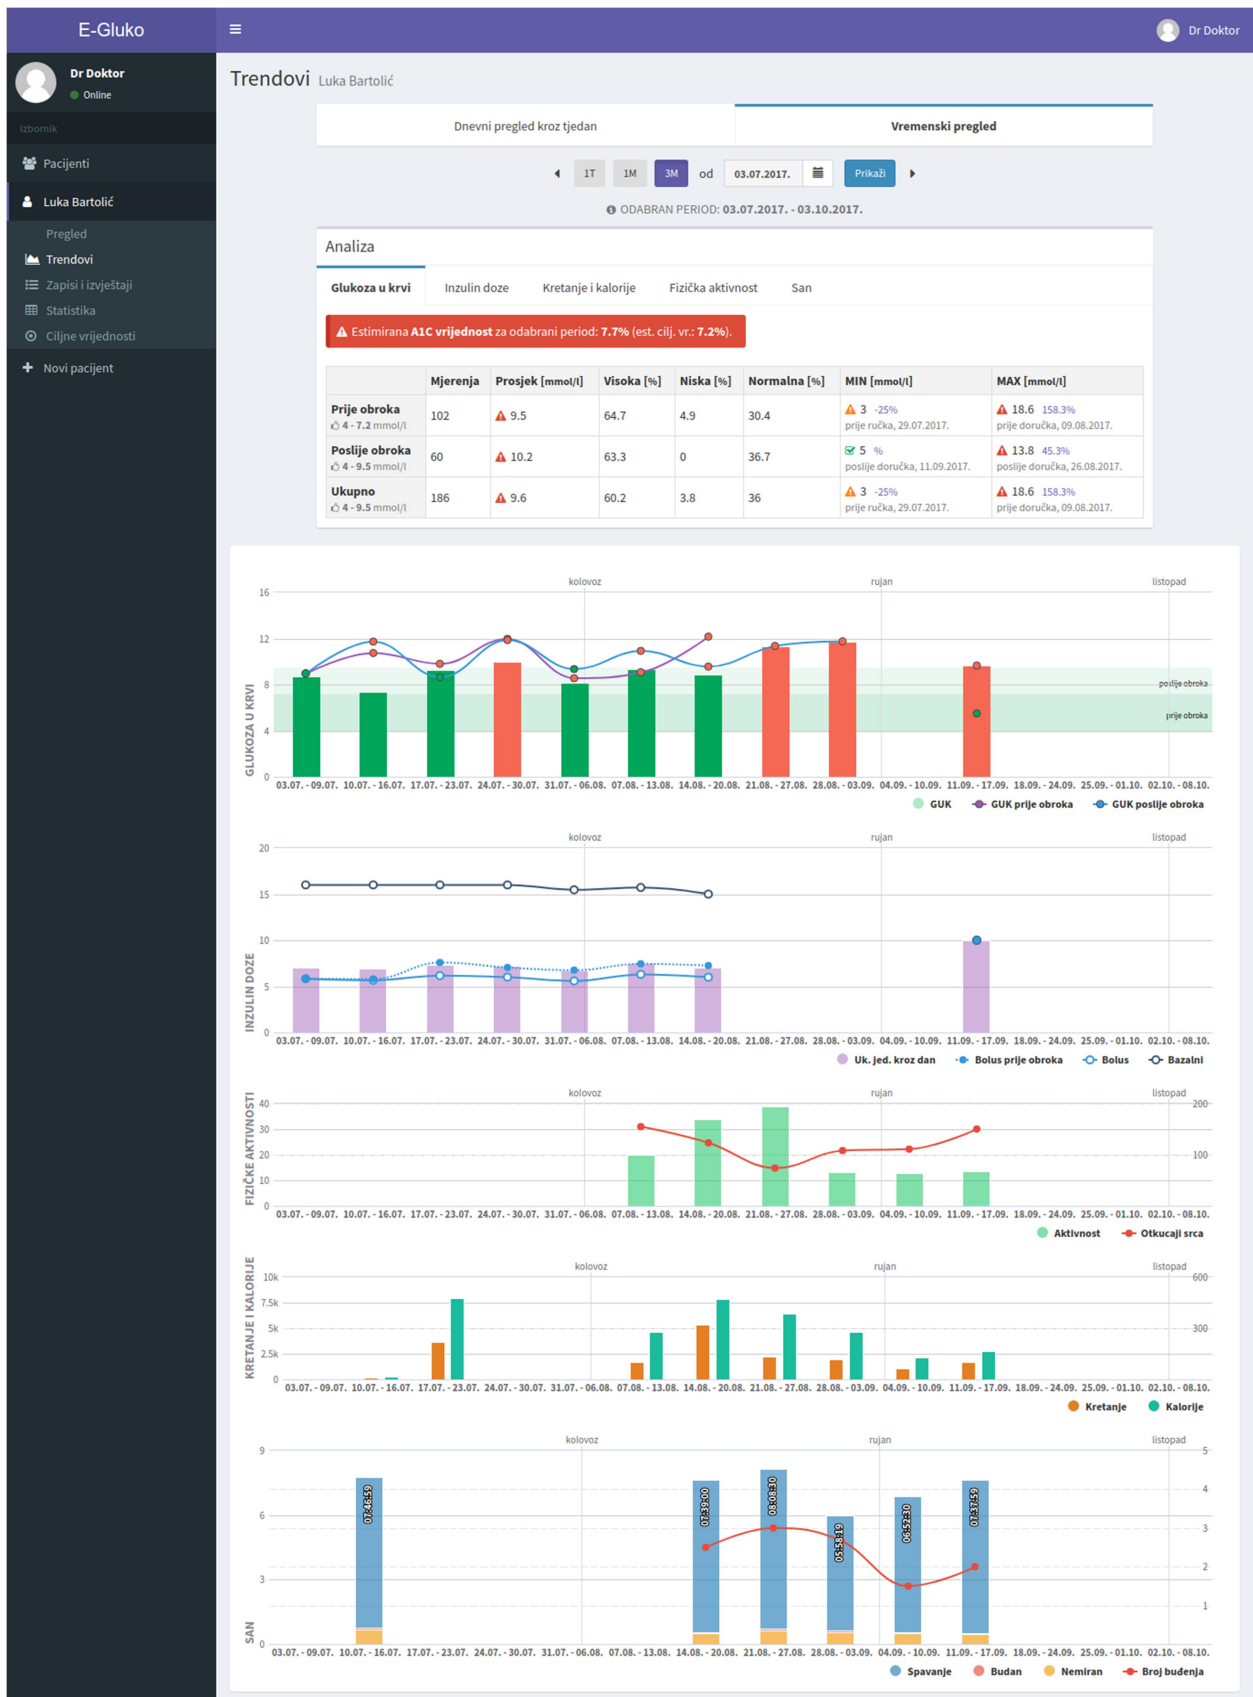 E-Gluko
Dr Doktor
Dr Doktor
Online
Izbornik
Pacijenti
Luka Bartolić
Pregled
Trendovi
Zapisi i izvještaji
Statistika
Ciljne vrijednosti
Novi pacijent
Trendovi Luka Bartolić
Dnevni pregled kroz tjedan Vremenski pregled
1T 1M 3M od 03.07.2017. Prikaži
ODABRAN PERIOD: 03.07.2017. - 03.10.2017.
Analiza
Glukoza u krvi Inzulin doze Kretanje i kalorije Fizička aktivnost San
Estimirana A1C vrijednost za odabrani period: 7.7% (est. cilj. vr.: 7.2%).
Mjerenja Prosjek [mmol/l] Visoka [%] Niska [%] Normalna [%] MIN [mmol/l] MAX [mmol/l]
Prije obroka 102 9.5 64.7 4.9 30.4 3 -25% 18.6 158.3%
4 - 7.2 mmol/l prije ručka, 29.07.2017. prije doručka, 09.08.2017.
Poslije obroka 60 10.2 63.3 0 36.7 5 % 13.8 45.3%
4 - 9.5 mmol/l poslije doručka, 11.09.2017. poslije doručka, 26.08.2017.
Ukupno 186 9.6 60.2 3.8 36 3 -25% 18.6 158.3%
4 - 9.5 mmol/l prije ručka, 29.07.2017. prije doručka, 09.08.2017.
kolovoz rujan listopad
16
12
8
4
0
GLUKOZA U KRVI
poslije obroka
prije obroka
03.07. - 09.07. 10.07. - 16.07. 17.07. - 23.07. 24.07. - 30.07. 31.07. - 06.08. 07.08. - 13.08. 14.08. - 20.08. 21.08. - 27.08. 28.08. - 03.09. 04.09. - 10.09. 11.09. - 17.09. 18.09. - 24.09. 25.09. - 01.10. 02.10. - 08.10.
GUK GUK prije obroka GUK poslije obroka
kolovoz rujan listopad
20
15
10
5
0
INZULIN DOZE
03.07. - 09.07. 10.07. - 16.07. 17.07. - 23.07. 24.07. - 30.07. 31.07. - 06.08. 07.08. - 13.08. 14.08. - 20.08. 21.08. - 27.08. 28.08. - 03.09. 04.09. - 10.09. 11.09. - 17.09. 18.09. - 24.09. 25.09. - 01.10. 02.10. - 08.10.
Uk. jed. kroz dan Bolus prije obroka Bolus Bazalni
kolovoz rujan listopad
40 200
30
20 100
10
0
FIZIČKE AKTIVNOSTI
03.07. - 09.07. 10.07. - 16.07. 17.07. - 23.07. 24.07. - 30.07. 31.07. - 06.08. 07.08. - 13.08. 14.08. - 20.08. 21.08. - 27.08. 28.08. - 03.09. 04.09. - 10.09. 11.09. - 17.09. 18.09. - 24.09. 25.09. - 01.10. 02.10. - 08.10.
Aktivnost Otkucaji srca
kolovoz rujan listopad
10k 600
7.5k
5k 300
2.5k
0
KRETANJE I KALORIJE
03.07. - 09.07. 10.07. - 16.07. 17.07. - 23.07. 24.07. - 30.07. 31.07. - 06.08. 07.08. - 13.08. 14.08. - 20.08. 21.08. - 27.08. 28.08. - 03.09. 04.09. - 10.09. 11.09. - 17.09. 18.09. - 24.09. 25.09. - 01.10. 02.10. - 08.10.
Kretanje Kalorije
kolovoz rujan listopad
9 5
4
6 3
2
3 1
0
SAN
07:46:59 07:39:00 08:08:30 05:58:19 06:52:30 07:37:59
03.07. - 09.07. 10.07. - 16.07. 17.07. - 23.07. 24.07. - 30.07. 31.07. - 06.08. 07.08. - 13.08. 14.08. - 20.08. 21.08. - 27.08. 28.08. - 03.09. 04.09. - 10.09. 11.09. - 17.09. 18.09. - 24.09. 25.09. - 01.10. 02.10. - 08.10.
Spavanje Budan Nemiran Broj buđenja